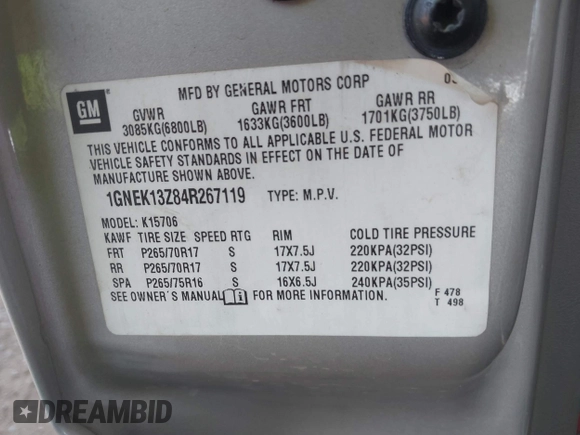 MFD BY GENERAL MOTORS CORP
GM
GVWR GAWR FRT GAWR RR
3085KG(6800LB) 1633KG(3600LB) 1701KG(3750LB)
THIS VEHICLE CONFORMS TO ALL APPLICABLE U.S. FEDERAL MOTOR
VEHICLE SAFETY STANDARDS IN EFFECT ON THE DATE OF
MANUFACTURE SHOWN ABOVE.
1GNEK13Z84R267119 TYPE: M.P.V.
MODEL: K15706
KAWF TIRE SIZE SPEED RTG RIM COLD TIRE PRESSURE
FRT P265/70R17 S 17X7.5J 220KPA(32PSI)
RR P265/70R17 S 17X7.5J 220KPA(32PSI)
SPA P265/75R16 S 16X6.5J 240KPA(35PSI)
SEE OWNER'S MANUAL FOR MORE INFORMATION.
F 478
T 498
DREAMBID